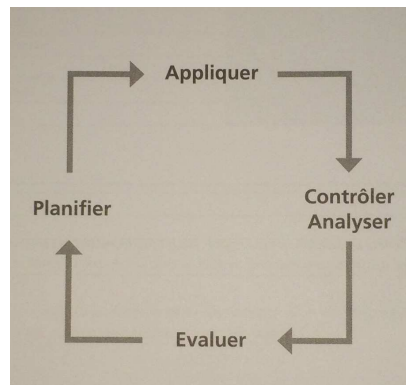 Appliquer
Planifier
Contrôler
Analyser
Evaluer